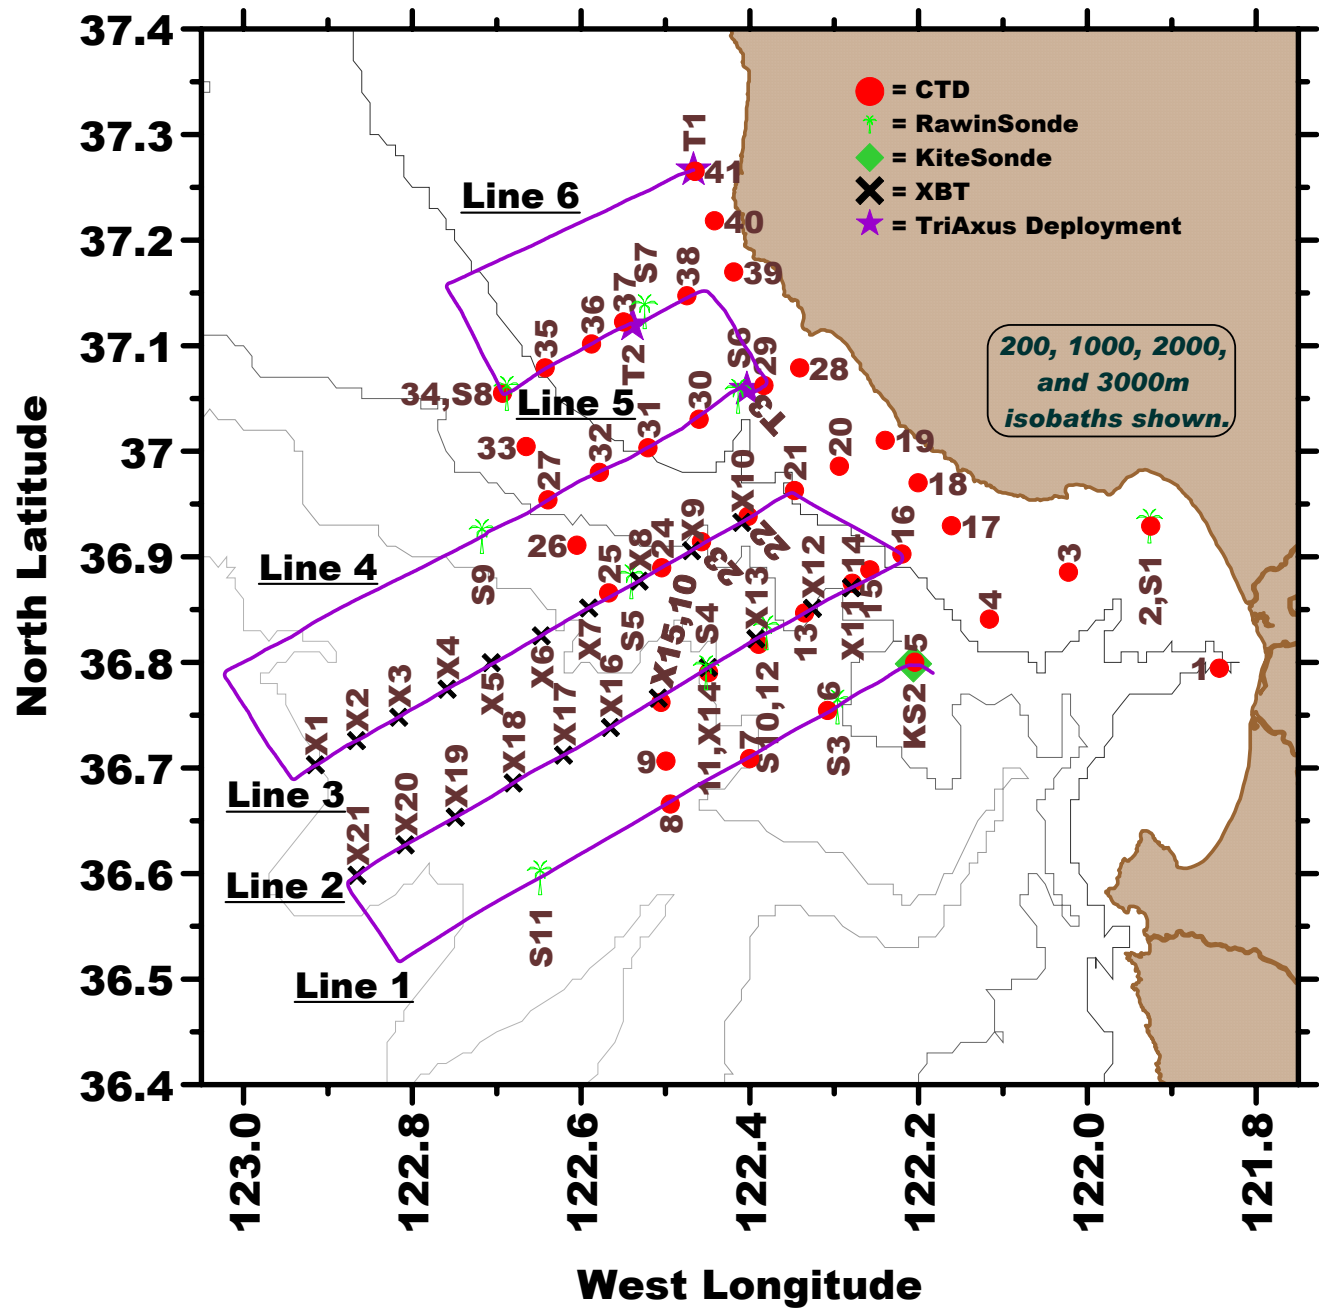 37.4
37.3
37.2
37.1
37
36.9
36.8
36.7
36.6
36.5
36.4
North Latitude
123.0
122.8
122.6
122.4
122.2
122.0
121.8
West Longitude
= CTD
= RawinSonde
= KiteSonde
= XBT
= TriAxus Deployment
200, 1000, 2000,
and 3000m
isobaths shown.
T1
41
Line 6
40
39
S7
38
37
36
35
T2
34,S8
Line 5
S6
29
T3
28
30
31
32
33
27
20
19
18
17
21
X10
22
16
26
25
X8
24
X9
23
S9
Line 4
S5
X7
X6
X5
X4
X3
X2
X1
Line 3
X15,10
S4
X13
X12
13
14
X11
15
3
4
2,S1
1
5
KS2
6
S3
7
S10,12
11,X14
9
8
X16
X17
X18
X19
X20
X21
Line 2
S11
Line 1